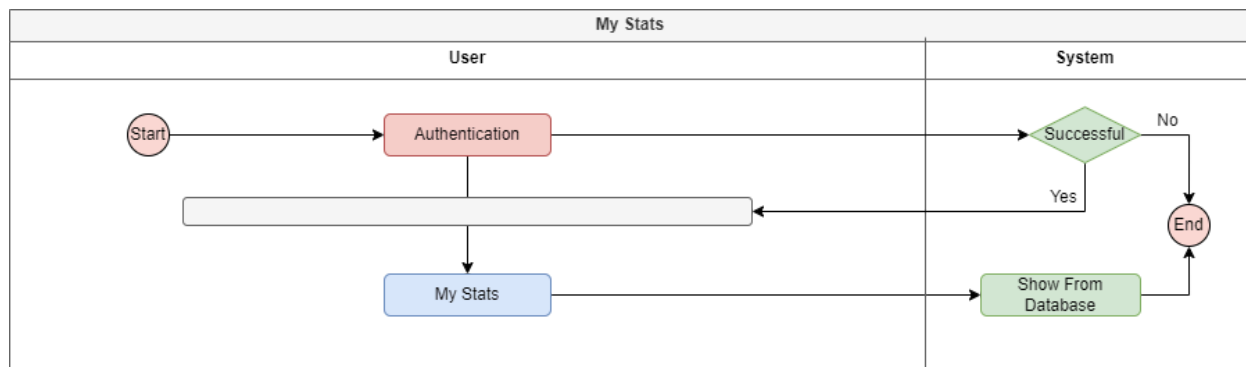 My Stats
User
System
Start
Authentication
Successful
No
Yes
End
My Stats
Show From
Database